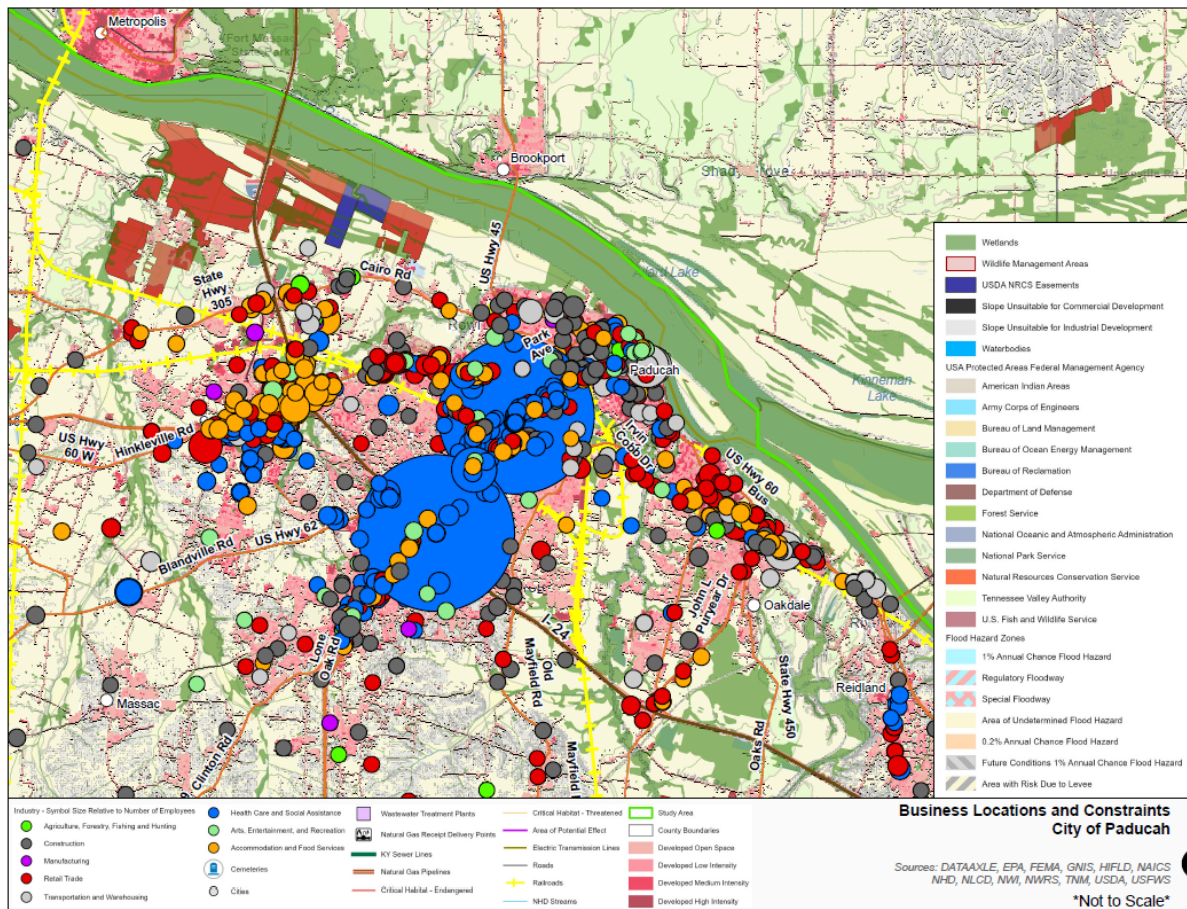 Metropolis
Fort Massac
State Park
Brookport
Unionville Rd
State
Hwy
305
Cairo Rd
US Hwy 45
Allard Lake
Park
Ave
Paducah
Kinneman
Lake
US Hwy
60 W
Hinkleville Rd
Irvin
Cobb Dr
US Hwy 60
Bus
Blandville Rd
US Hwy 62
John L
Puryear Dr
Oakdale
I-24
Lone
Oak Rd
Old
Mayfield Rd
Massac
State Hwy 450
Reidland
Oaks Rd
Clinton Rd
Mayfield
Wetlands
Wildlife Management Areas
USDA NRCS Easements
Slope Unsuitable for Commercial Development
Slope Unsuitable for Industrial Development
Waterbodies
USA Protected Areas Federal Management Agency
American Indian Areas
Army Corps of Engineers
Bureau of Land Management
Bureau of Ocean Energy Management
Bureau of Reclamation
Department of Defense
Forest Service
National Oceanic and Atmospheric Administration
National Park Service
Natural Resources Conservation Service
Tennessee Valley Authority
U.S. Fish and Wildlife Service
Flood Hazard Zones
1% Annual Chance Flood Hazard
Regulatory Floodway
Special Floodway
Area of Undetermined Flood Hazard
0.2% Annual Chance Flood Hazard
Future Conditions 1% Annual Chance Flood Hazard
Area with Risk Due to Levee
Industry - Symbol Size Relative to Number of Employees
Agriculture, Forestry, Fishing and Hunting
Construction
Manufacturing
Retail Trade
Transportation and Warehousing
Health Care and Social Assistance
Arts, Entertainment, and Recreation
Accommodation and Food Services
Cemeteries
Cities
Wastewater Treatment Plants
Natural Gas Receipt Delivery Points
KY Sewer Lines
Natural Gas Pipelines
Critical Habitat - Endangered
Critical Habitat - Threatened
Area of Potential Effect
Electric Transmission Lines
Roads
Railroads
NHD Streams
Study Area
County Boundaries
Developed Open Space
Developed Low Intensity
Developed Medium Intensity
Developed High Intensity
Business Locations and Constraints
City of Paducah
Sources: DATAAXLE, EPA, FEMA, GNIS, HIFLD, NAICS
NHD, NLCD, NWI, NWRS, TNM, USDA, USFWS
*Not to Scale*